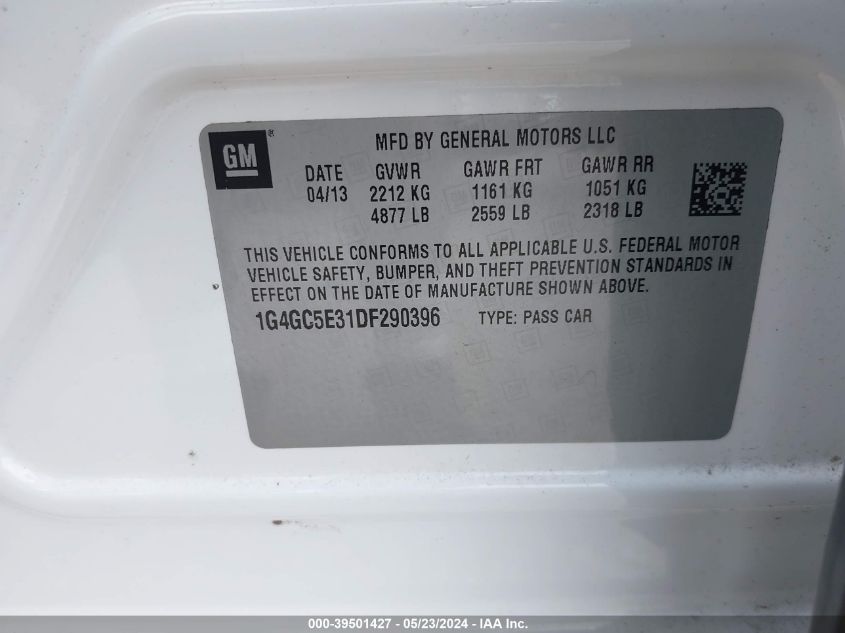 GM ®
MFD BY GENERAL MOTORS LLC
DATE GVWR GAWR FRT GAWR RR
04/13 2212 KG 1161 KG 1051 KG
4877 LB 2559 LB 2318 LB
THIS VEHICLE CONFORMS TO ALL APPLICABLE U.S. FEDERAL MOTOR
VEHICLE SAFETY, BUMPER, AND THEFT PREVENTION STANDARDS IN
EFFECT ON THE DATE OF MANUFACTURE SHOWN ABOVE.
1G4GC5E31DF290396 TYPE: PASS CAR
000-39501427 - 05/23/2024 - IAA Inc.